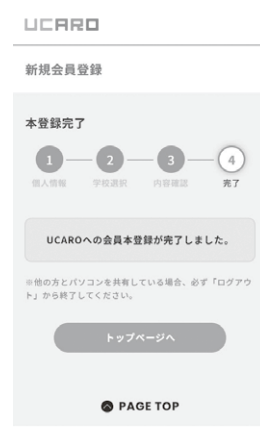 UCARO
新規会員登録
本登録完了
1 2 3 4
個人情報 学校選択 内容確認 完了
UCAROへの会員本登録が完了しました。
※他の方とパソコンを共有している場合、必ず「ログアウ
ト」から終了してください。
トップページへ
PAGE TOP